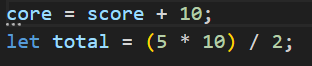 core = score + 10;
let total = (5 * 10) / 2;